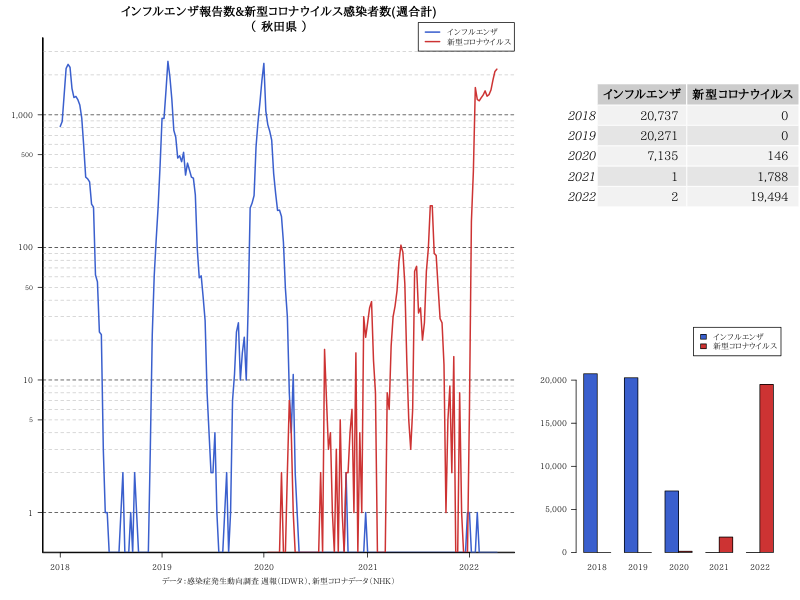 インフルエンザ報告数&新型コロナウイルス感染者数(週合計)
( 秋田県 )
インフルエンザ
新型コロナウイルス
1,000
500
100
50
10
5
1
2018 2019 2020 2021 2022
データ：感染症発生動向調査 週報(IDWR)、新型コロナデータ(NHK)
インフルエンザ 新型コロナウイルス
2018 20,737 0
2019 20,271 0
2020 7,135 146
2021 1 1,788
2022 2 19,494
インフルエンザ
新型コロナウイルス
20,000
15,000
10,000
5,000
0
2018 2019 2020 2021 2022